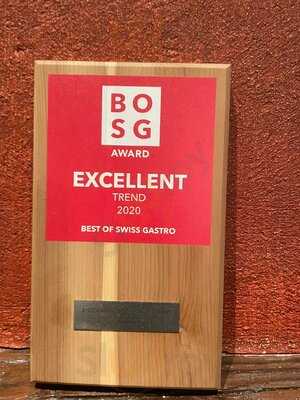 BO
SG
AWARD
EXCELLENT
TREND
2020
BEST OF SWISS GASTRO